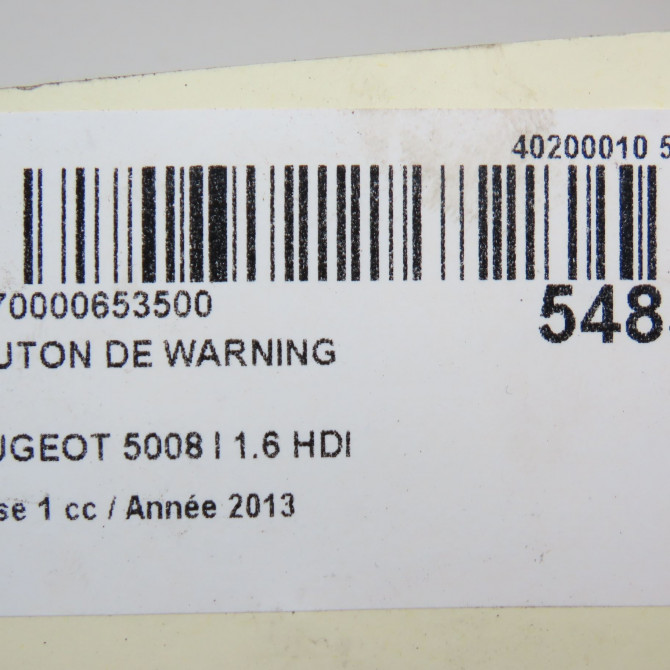 40200010 5
70000653500
548
UTON DE WARNING
UGEOT 5008 I 1.6 HDI
se 1 cc / Année 2013